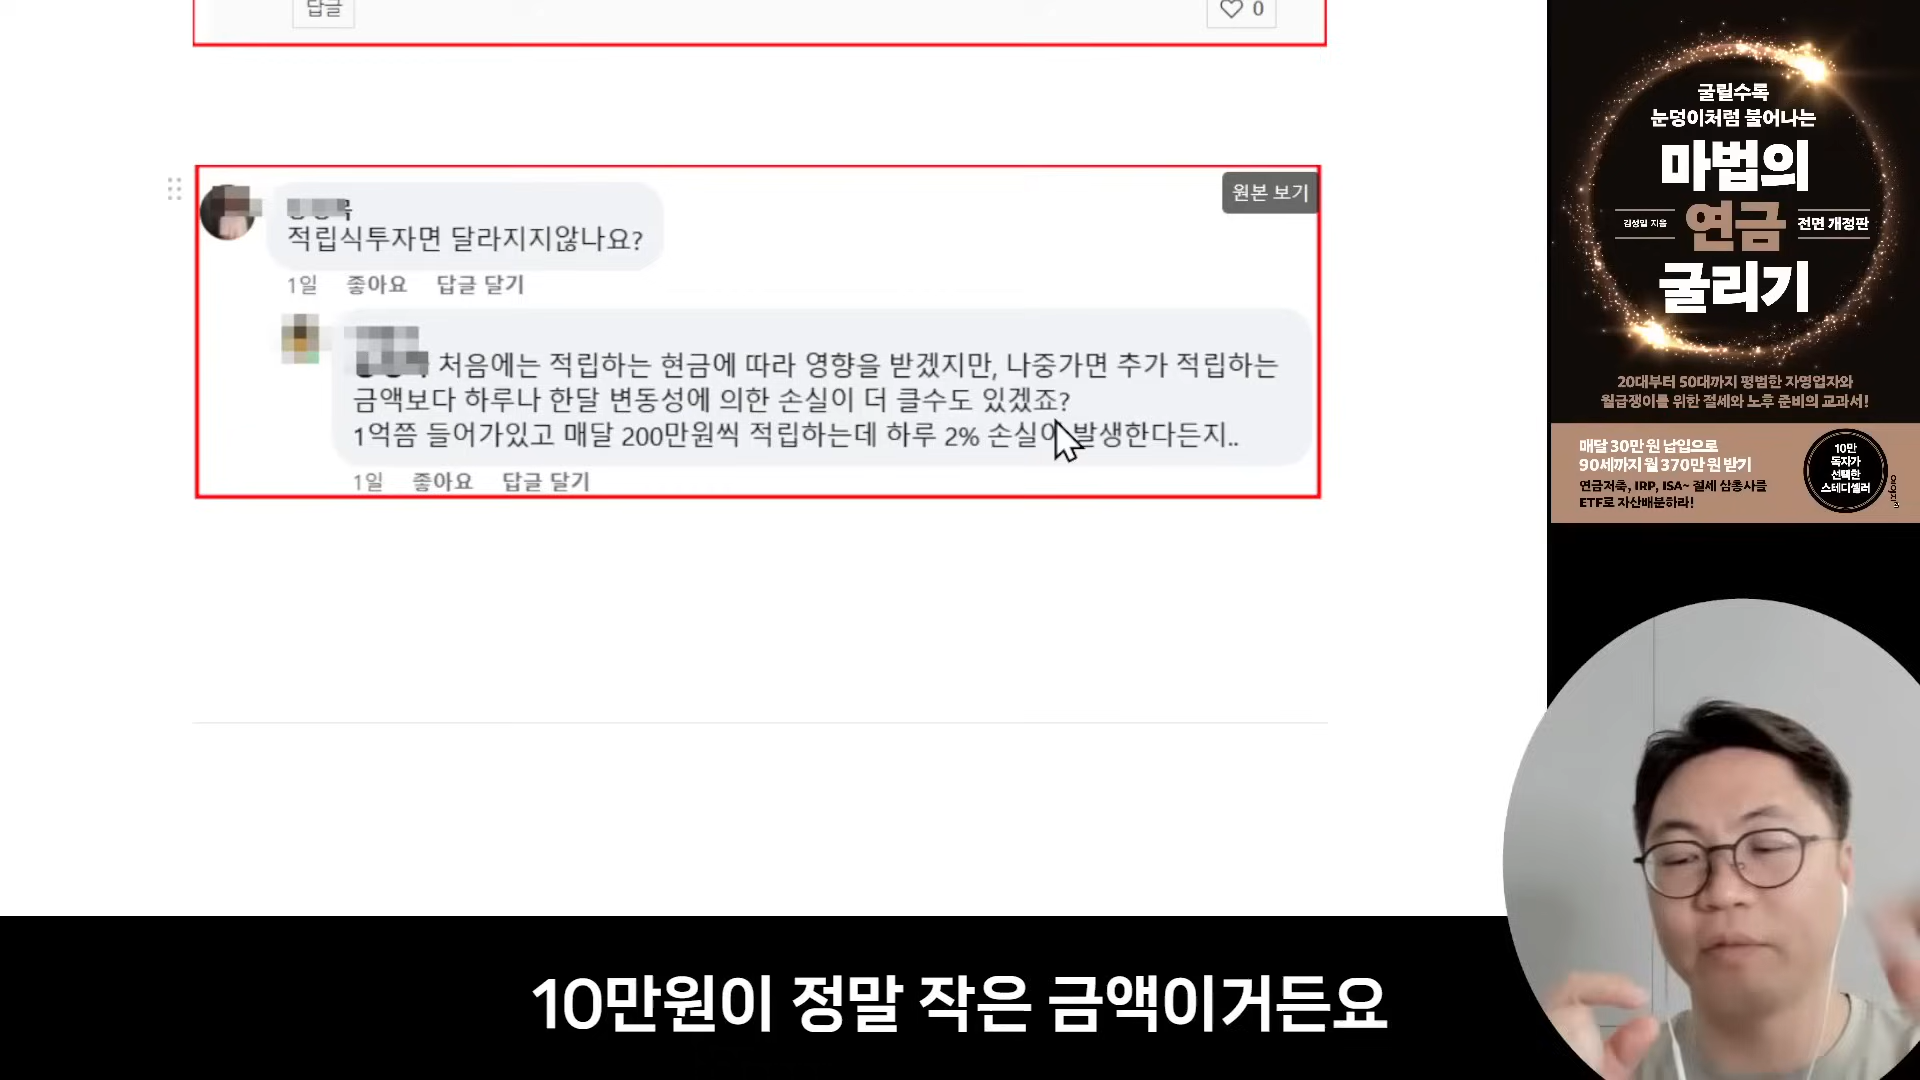 답글
0
원본 보기
적립식투자면 달라지지않나요?
1일 좋아요 답글 달기
처음에는 적립하는 현금에 따라 영향을 받겠지만, 나중가면 추가 적립하는
금액보다 하루나 한달 변동성에 의한 손실이 더 클수도 있겠죠?
1억쯤 들어가있고 매달 200만원씩 적립하는데 하루 2% 손실이 발생한다든지..
1일 좋아요 답글 달기
굴릴수록
눈덩이처럼 불어나는
마법의
김성일 지음 연금 전면 개정판
굴리기
20대부터 50대까지 평범한 자영업자와
월급쟁이를 위한 절세와 노후 준비의 교과서!
매달 30만 원 납입으로
90세까지 월 370만 원 받기
연금저축, IRP, ISA~ 절세 삼총사를
ETF로 자산배분하라!
10만
독자가
선택한
스테디셀러
10만원이 정말 작은 금액이거든요